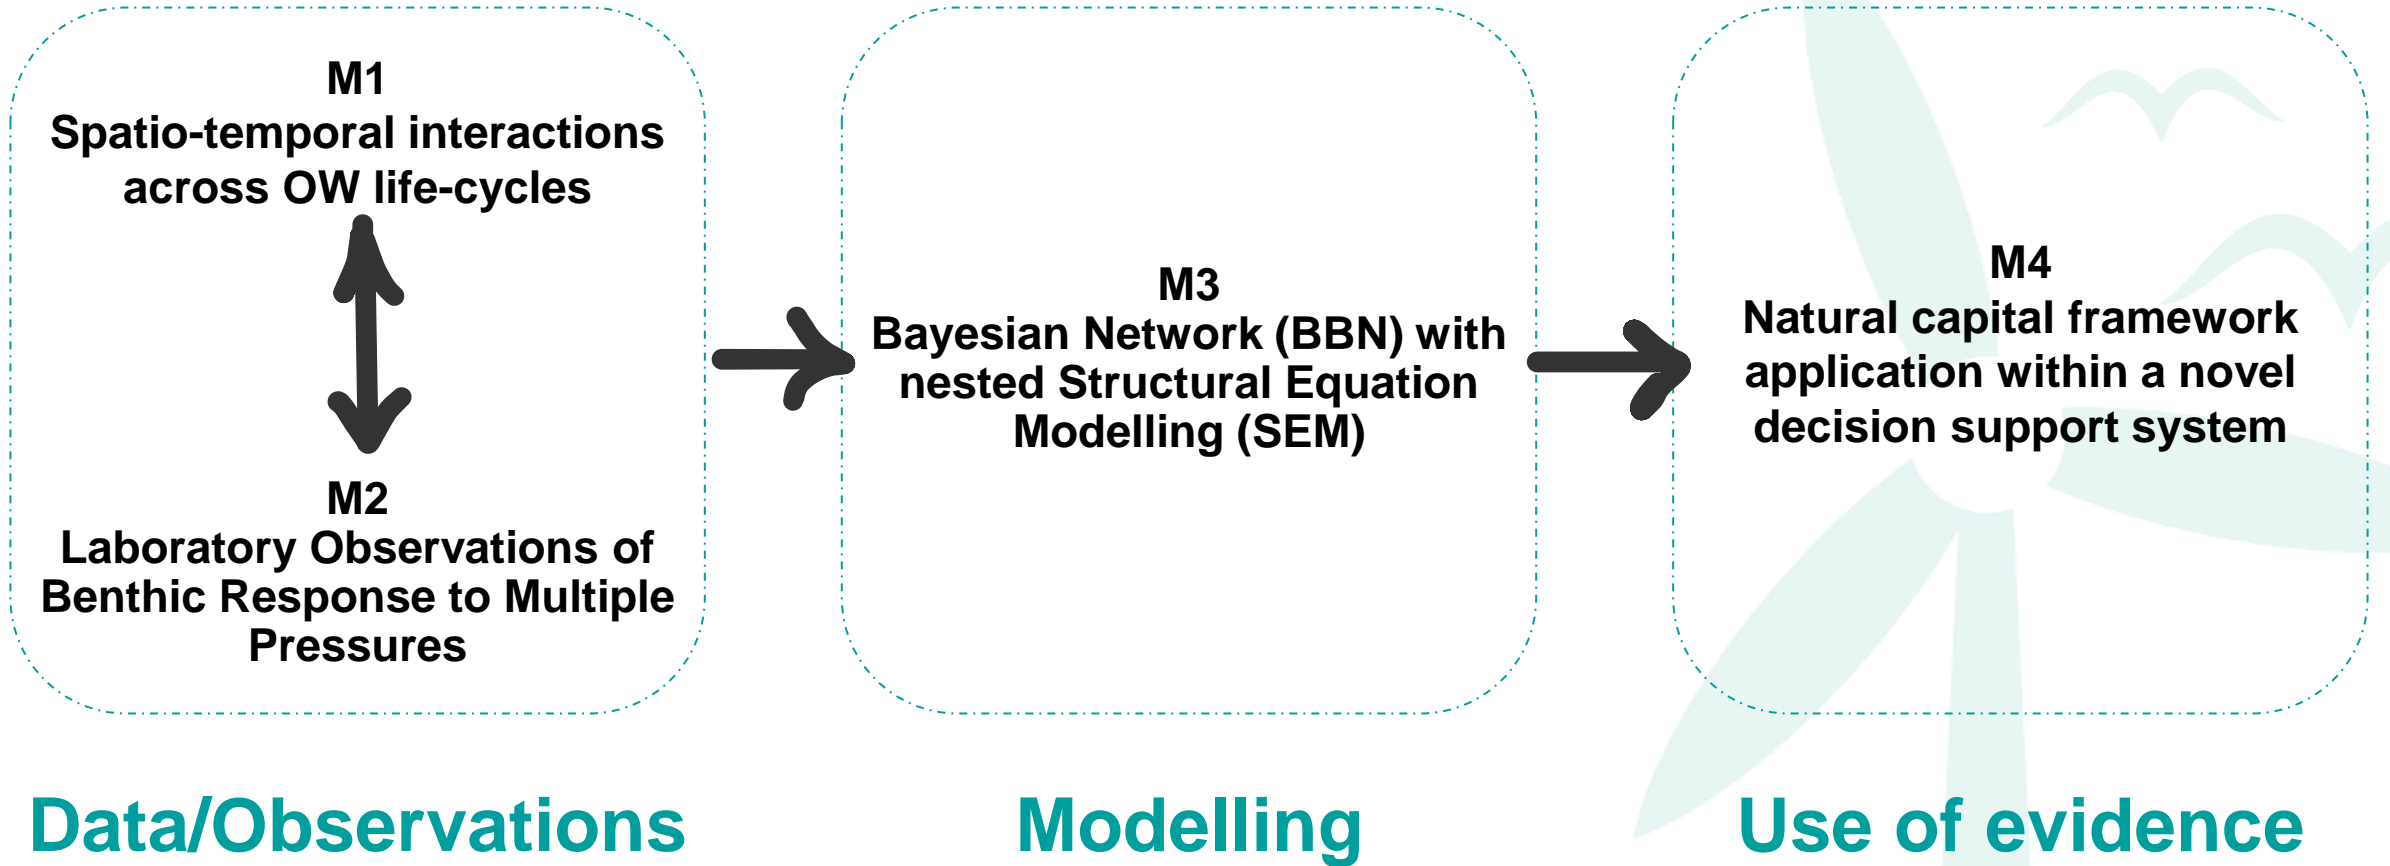 M1
Spatio-temporal interactions
across OW life-cycles
M2
Laboratory Observations of
Benthic Response to Multiple
Pressures
Data/Observations
M3
Bayesian Network (BBN) with
nested Structural Equation
Modelling (SEM)
Modelling
M4
Natural capital framework
application within a novel
decision support system
Use of evidence